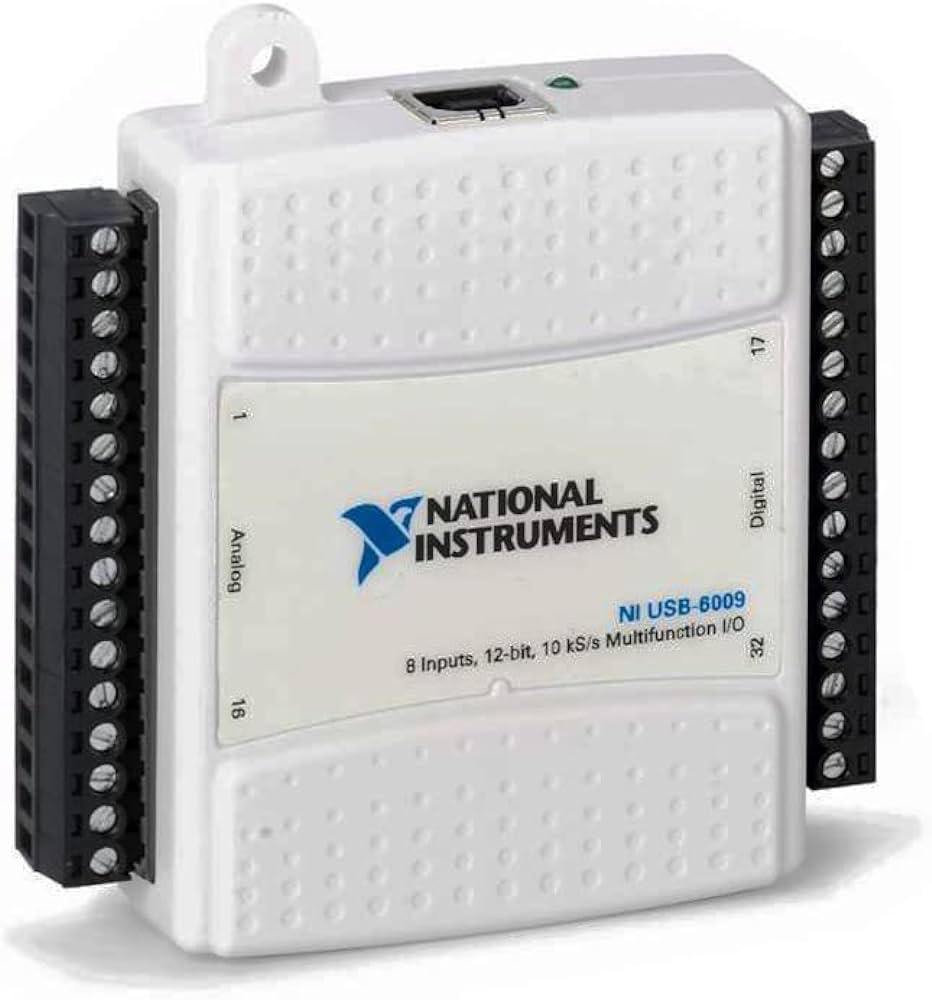 1
17
Analog
NATIONAL
INSTRUMENTS
Digital
NI USB-6009
8 Inputs, 12-bit, 10 kS/s Multifunction I/O
16
32